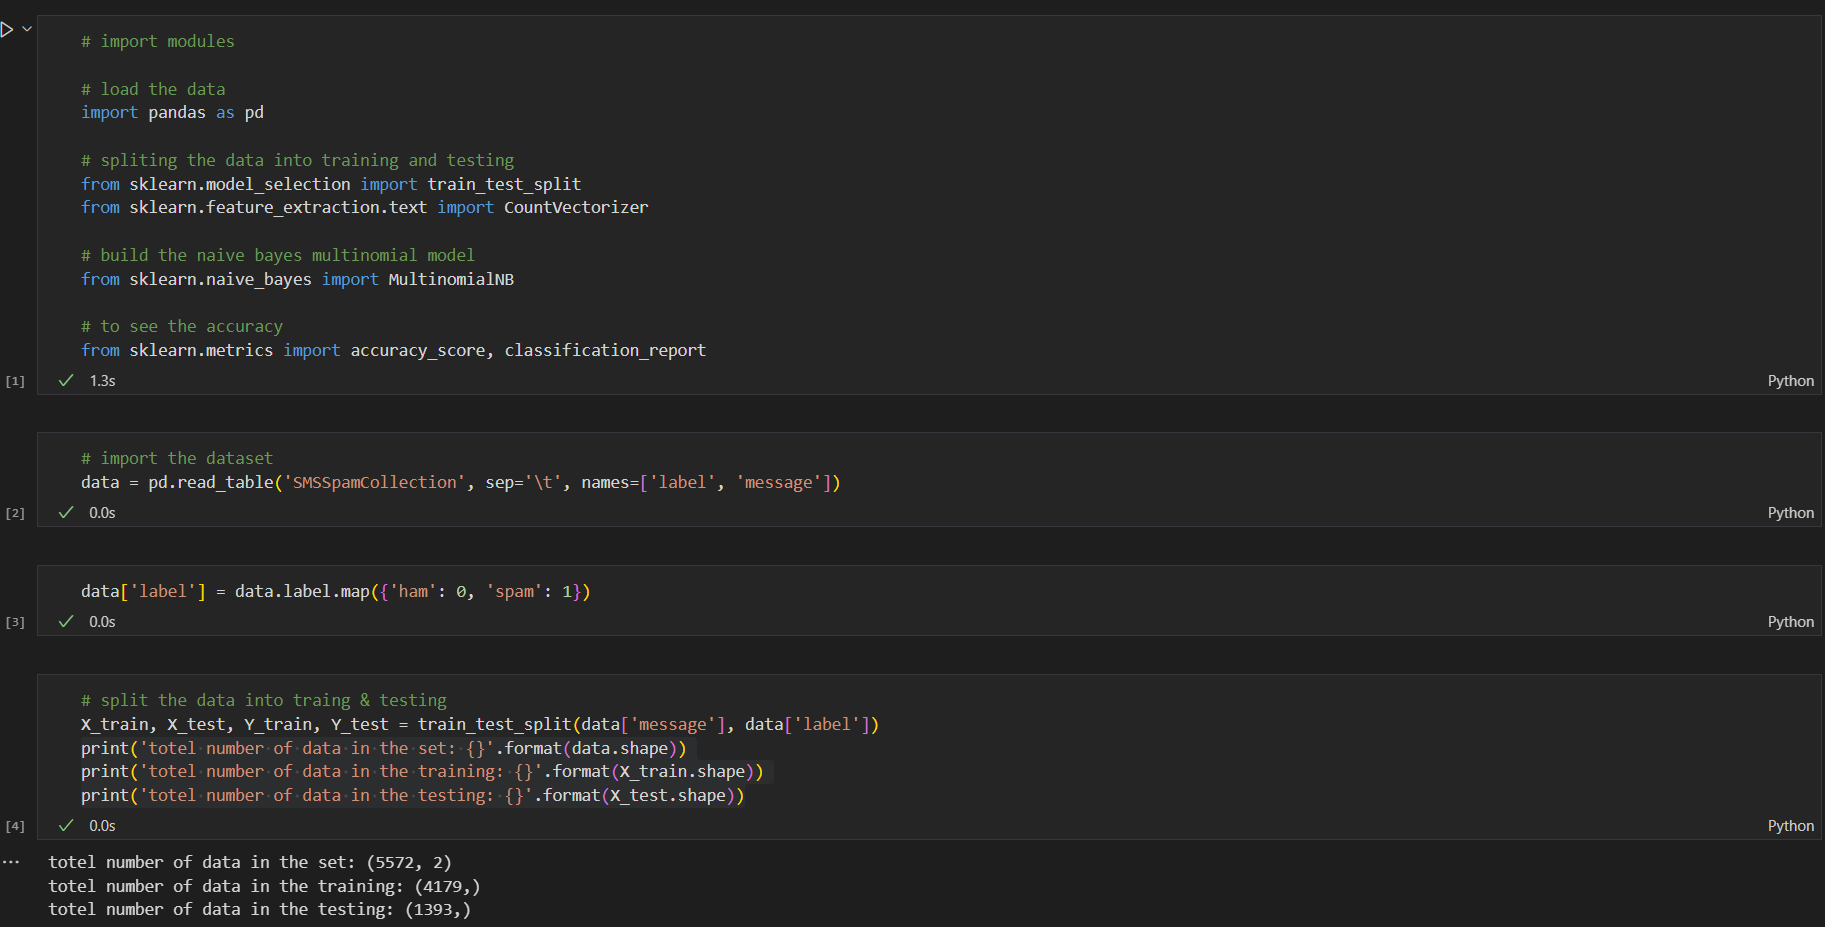 # import modules
# load the data
import pandas as pd
# spliting the data into training and testing
from sklearn.model_selection import train_test_split
from sklearn.feature_extraction.text import CountVectorizer
# build the naive bayes multinomial model
from sklearn.naive_bayes import MultinomialNB
# to see the accuracy
from sklearn.metrics import accuracy_score, classification_report
[1] 1.3s Python
# import the dataset
data = pd.read_table('SMSSpamCollection', sep='\t', names=['label', 'message'])
[2] 0.0s Python
data['label'] = data.label.map({'ham': 0, 'spam': 1})
[3] 0.0s Python
# split the data into traing & testing
X_train, X_test, Y_train, Y_test = train_test_split(data['message'], data['label'])
print('totel number of data in the set: {}'.format(data.shape))
print('totel number of data in the training: {}'.format(X_train.shape))
print('totel number of data in the testing: {}'.format(X_test.shape))
[4] 0.0s Python
totel number of data in the set: (5572, 2)
totel number of data in the training: (4179,)
totel number of data in the testing: (1393,)